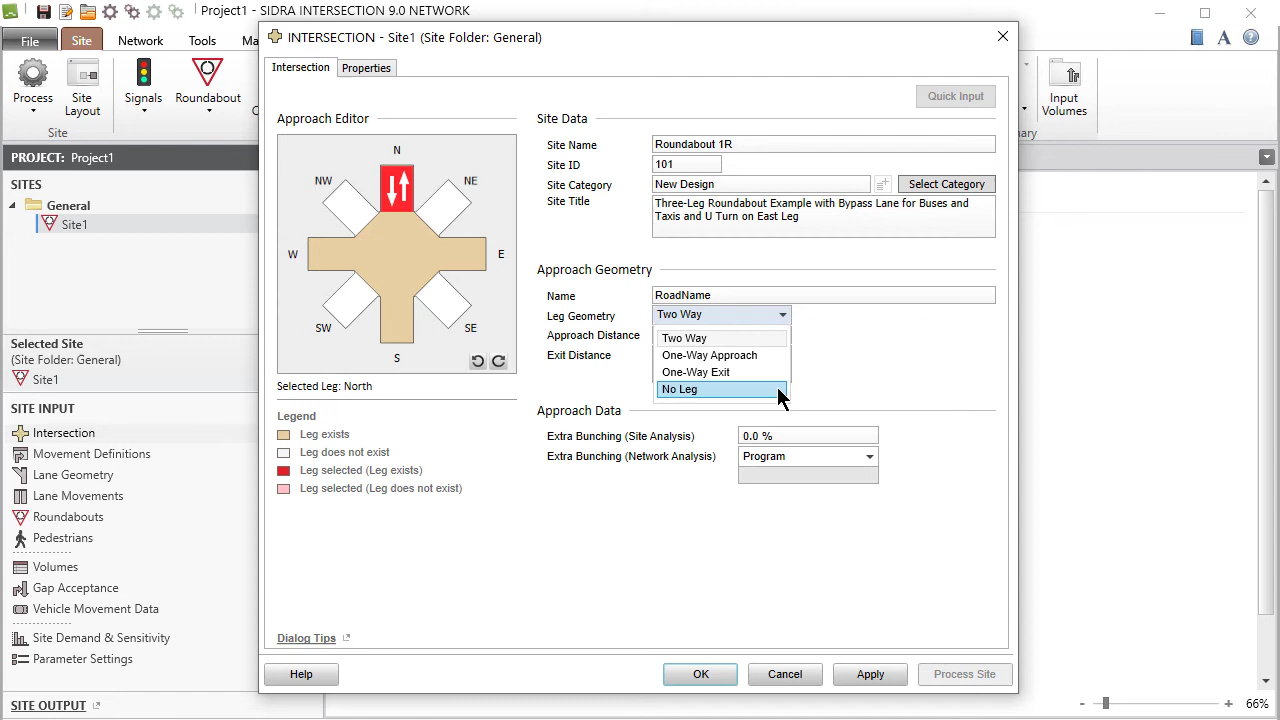 Project1 - SIDRA INTERSECTION 9.0 NETWORK
File
Site
Network
Tools
Ma
Process
Site
Layout
Signals
Roundabout
C
Input
Volumes
Site
ary
PROJECT: Project1
SITES
General
Site1
Selected Site
(Site Folder: General)
Site1
SITE INPUT
Intersection
Movement Definitions
Lane Geometry
Lane Movements
Roundabouts
Pedestrians
Volumes
Gap Acceptance
Vehicle Movement Data
Site Demand & Sensitivity
Parameter Settings
SITE OUTPUT
INTERSECTION - Site1 (Site Folder: General)
Intersection
Properties
Quick Input
Approach Editor
N
NW
NE
W
E
SW
SE
S
Selected Leg: North
Legend
Leg exists
Leg does not exist
Leg selected (Leg exists)
Leg selected (Leg does not exist)
Site Data
Site Name
Roundabout 1R
Site ID
101
Site Category
New Design
Select Category
Site Title
Three-Leg Roundabout Example with Bypass Lane for Buses and
Taxis and U Turn on East Leg
Approach Geometry
Name
RoadName
Leg Geometry
Two Way
Approach Distance
Exit Distance
Two Way
One-Way Approach
One-Way Exit
No Leg
Approach Data
Extra Bunching (Site Analysis)
0.0 %
Extra Bunching (Network Analysis)
Program
Dialog Tips
Help
OK
Cancel
Apply
Process Site
66%